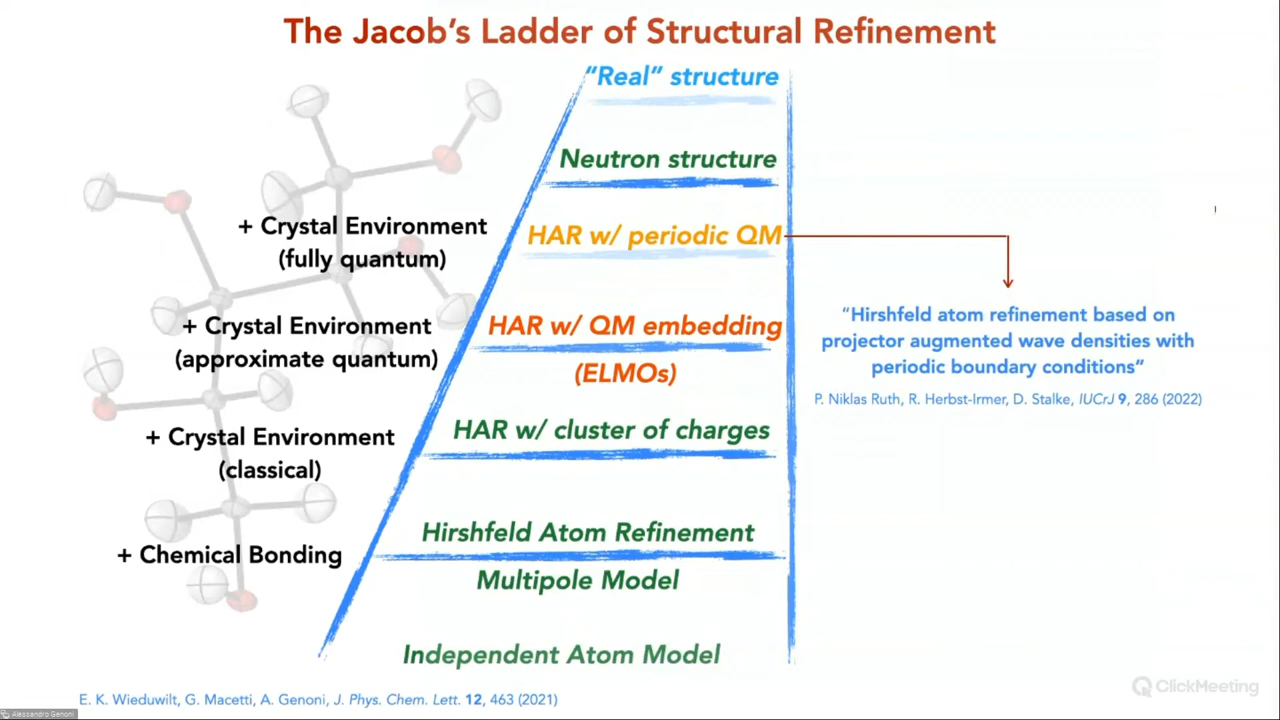 The Jacob's Ladder of Structural Refinement
"Real" structure
Neutron structure
+ Crystal Environment
(fully quantum)
HAR w/ periodic QM
"Hirshfeld atom refinement based on
projector augmented wave densities with
periodic boundary conditions"
P. Niklas Ruth, R. Herbst-Irmer, D. Stalke, IUCrJ 9, 286 (2022)
+ Crystal Environment
(approximate quantum)
HAR w/ QM embedding
(ELMOs)
+ Crystal Environment
(classical)
HAR w/ cluster of charges
+ Chemical Bonding
Hirshfeld Atom Refinement
Multipole Model
Independent Atom Model
E. K. Wieduwilt, G. Macetti, A. Genoni, J. Phys. Chem. Lett. 12, 463 (2021)
ClickMeeting
Alessandro Genoni